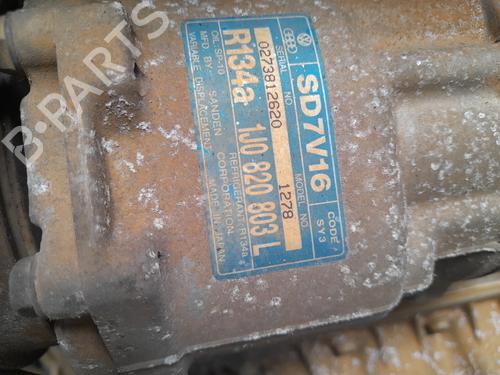 SD7V16
CODE
SY3
SERIAL NO.
MODEL NO.
0273812620
1278
R134a 1J0 820 803 L
OIL: SP-10 REFRIGERANT: R134a
MFD. BY: SANDEN CORPORATION
VARIABLE DISPLACEMENT MADE IN JAPAN
B-PARTS